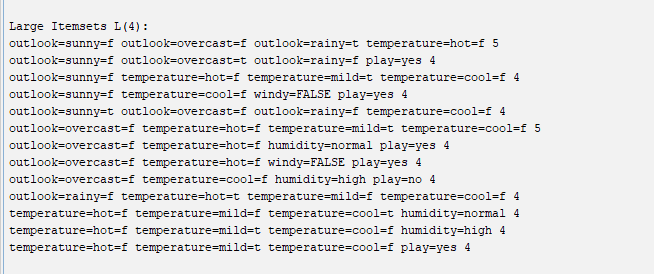 Large Itemsets L(4):
outlook=sunny=f outlook=overcast=f outlook=rainy=t temperature=hot=f 5
outlook=sunny=f outlook=overcast=t outlook=rainy=f play=yes 4
outlook=sunny=f temperature=hot=f temperature=mild=t temperature=cool=f 4
outlook=sunny=f temperature=cool=f windy=FALSE play=yes 4
outlook=sunny=t outlook=overcast=f outlook=rainy=f temperature=cool=f 4
outlook=overcast=f temperature=hot=f temperature=mild=t temperature=cool=f 5
outlook=overcast=f temperature=hot=f humidity=normal play=yes 4
outlook=overcast=f temperature=hot=f windy=FALSE play=yes 4
outlook=overcast=f temperature=cool=f humidity=high play=no 4
outlook=rainy=f temperature=hot=t temperature=mild=f temperature=cool=f 4
temperature=hot=f temperature=mild=f temperature=cool=t humidity=normal 4
temperature=hot=f temperature=mild=t temperature=cool=f humidity=high 4
temperature=hot=f temperature=mild=t temperature=cool=f play=yes 4